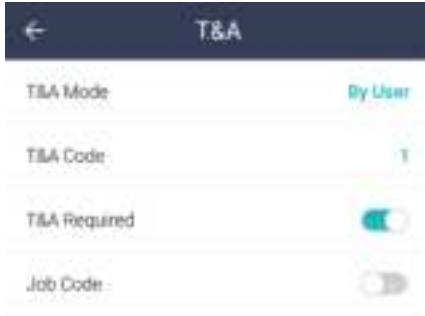 T&A
T&A Mode By User
T&A Code 1
T&A Required
Job Code